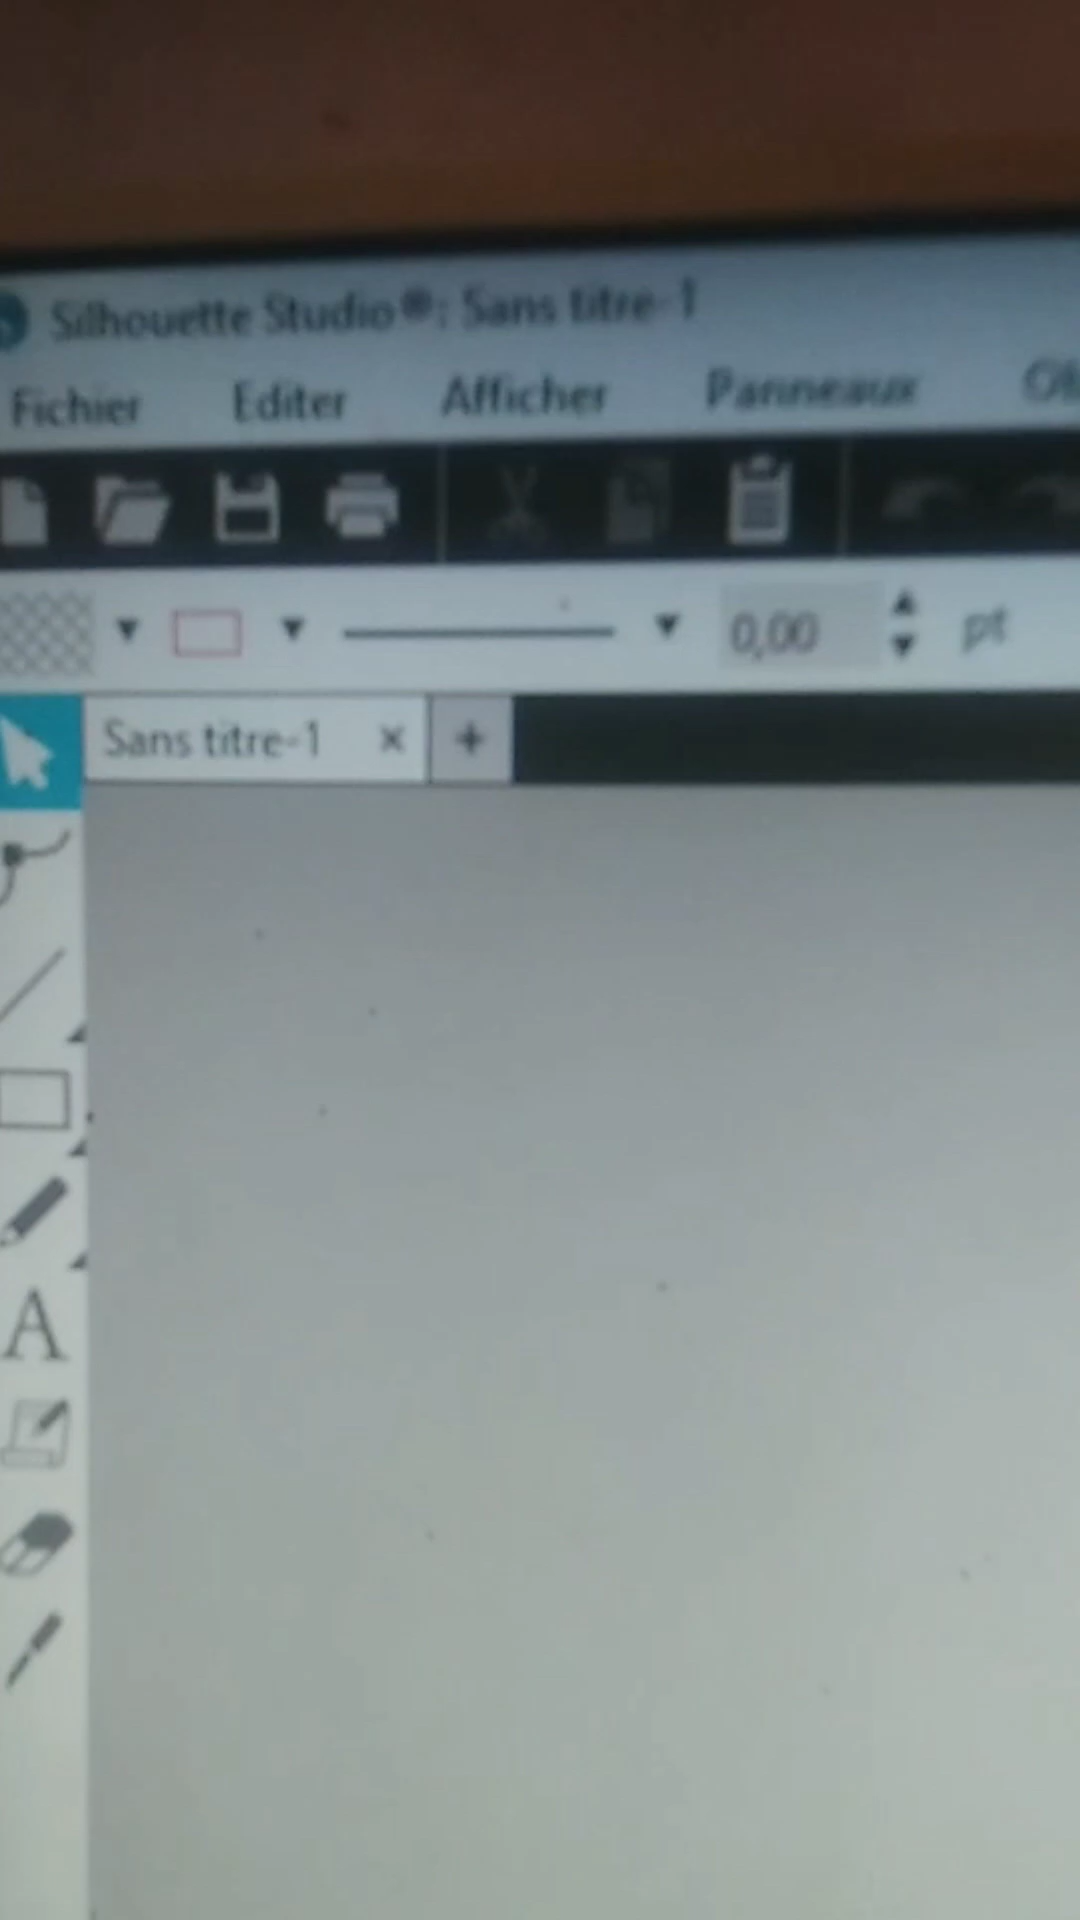 Silhouette Studio®: Sans titre-1
Fichier Editer Afficher Panneaux
0,00 pt
Sans titre-1 × +
A